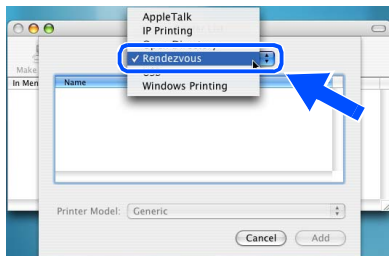 AppleTalk
IP Printing
✓ Rendezvous
Windows Printing
Make
In Men
Name
Printer Model: Generic
Cancel Add